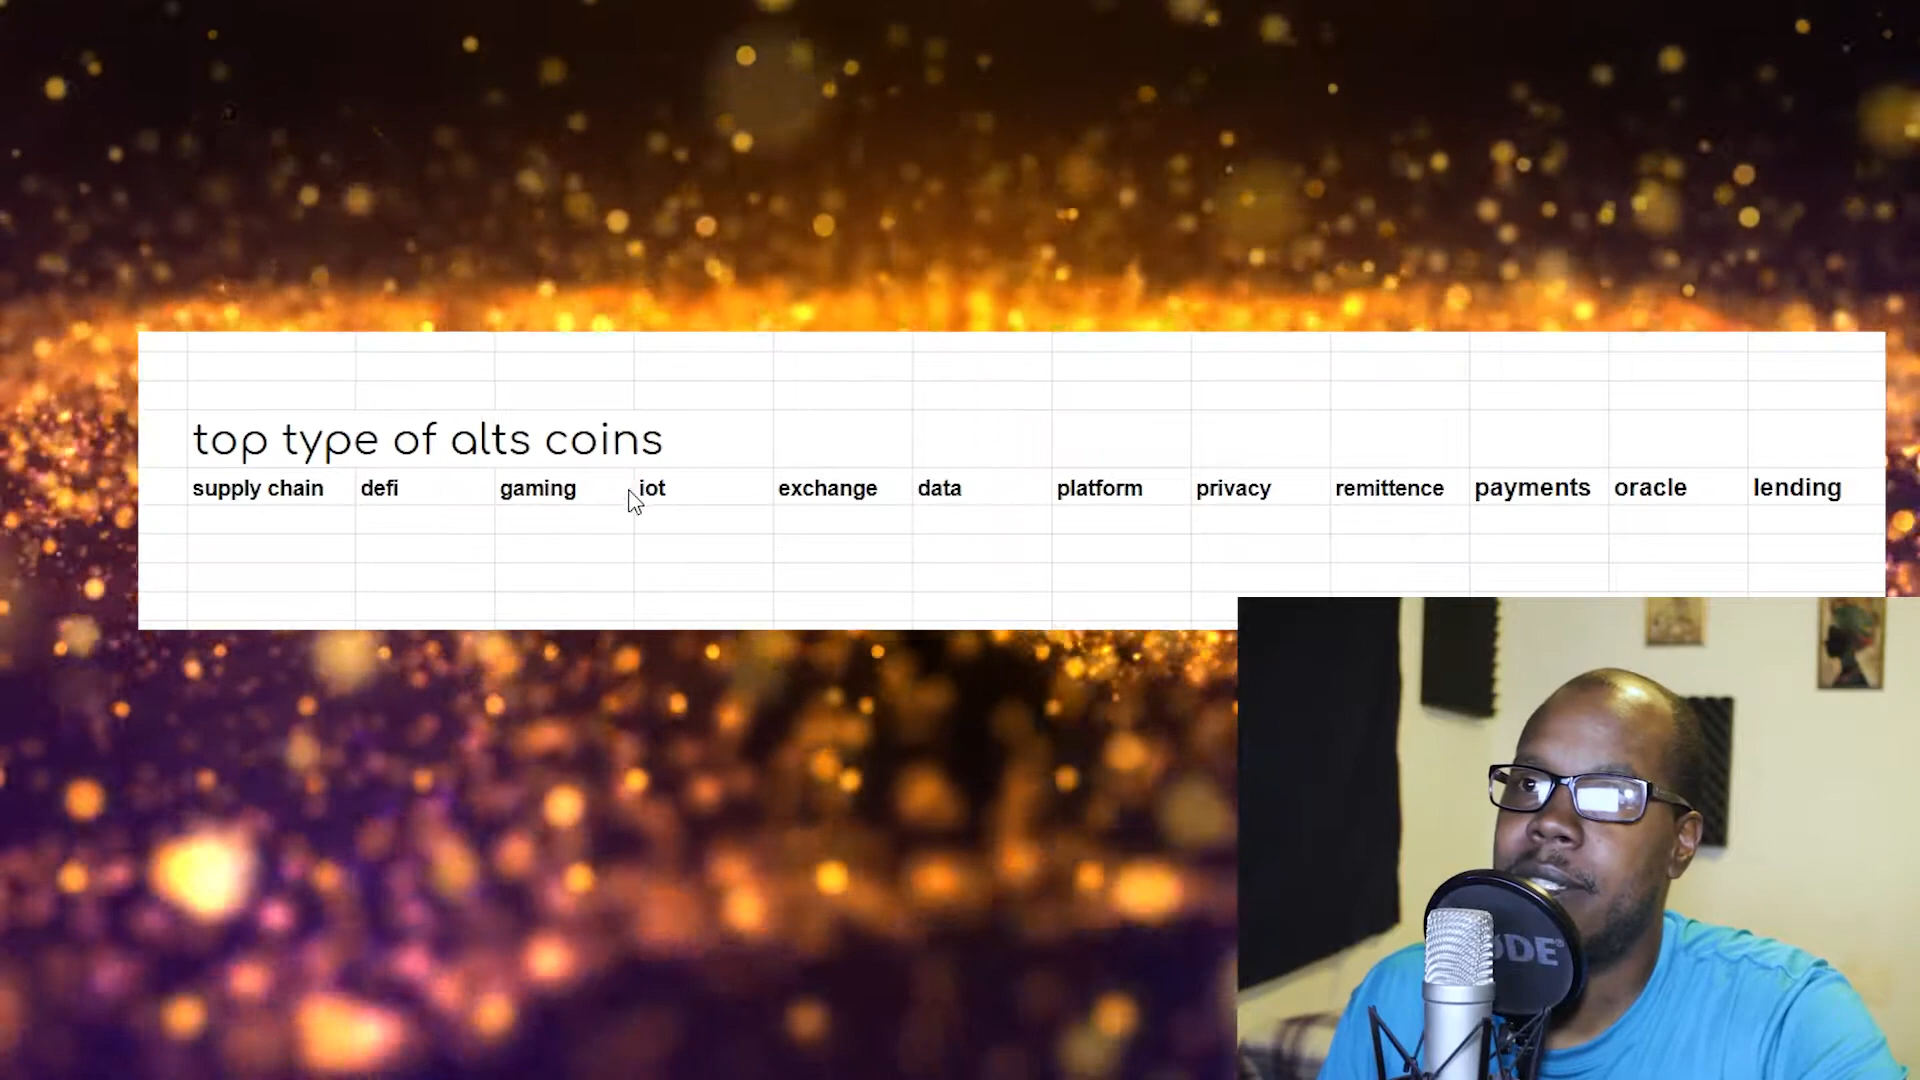 top type of alts coins
supply chain defi gaming iot exchange data platform privacy remittence payments oracle lending